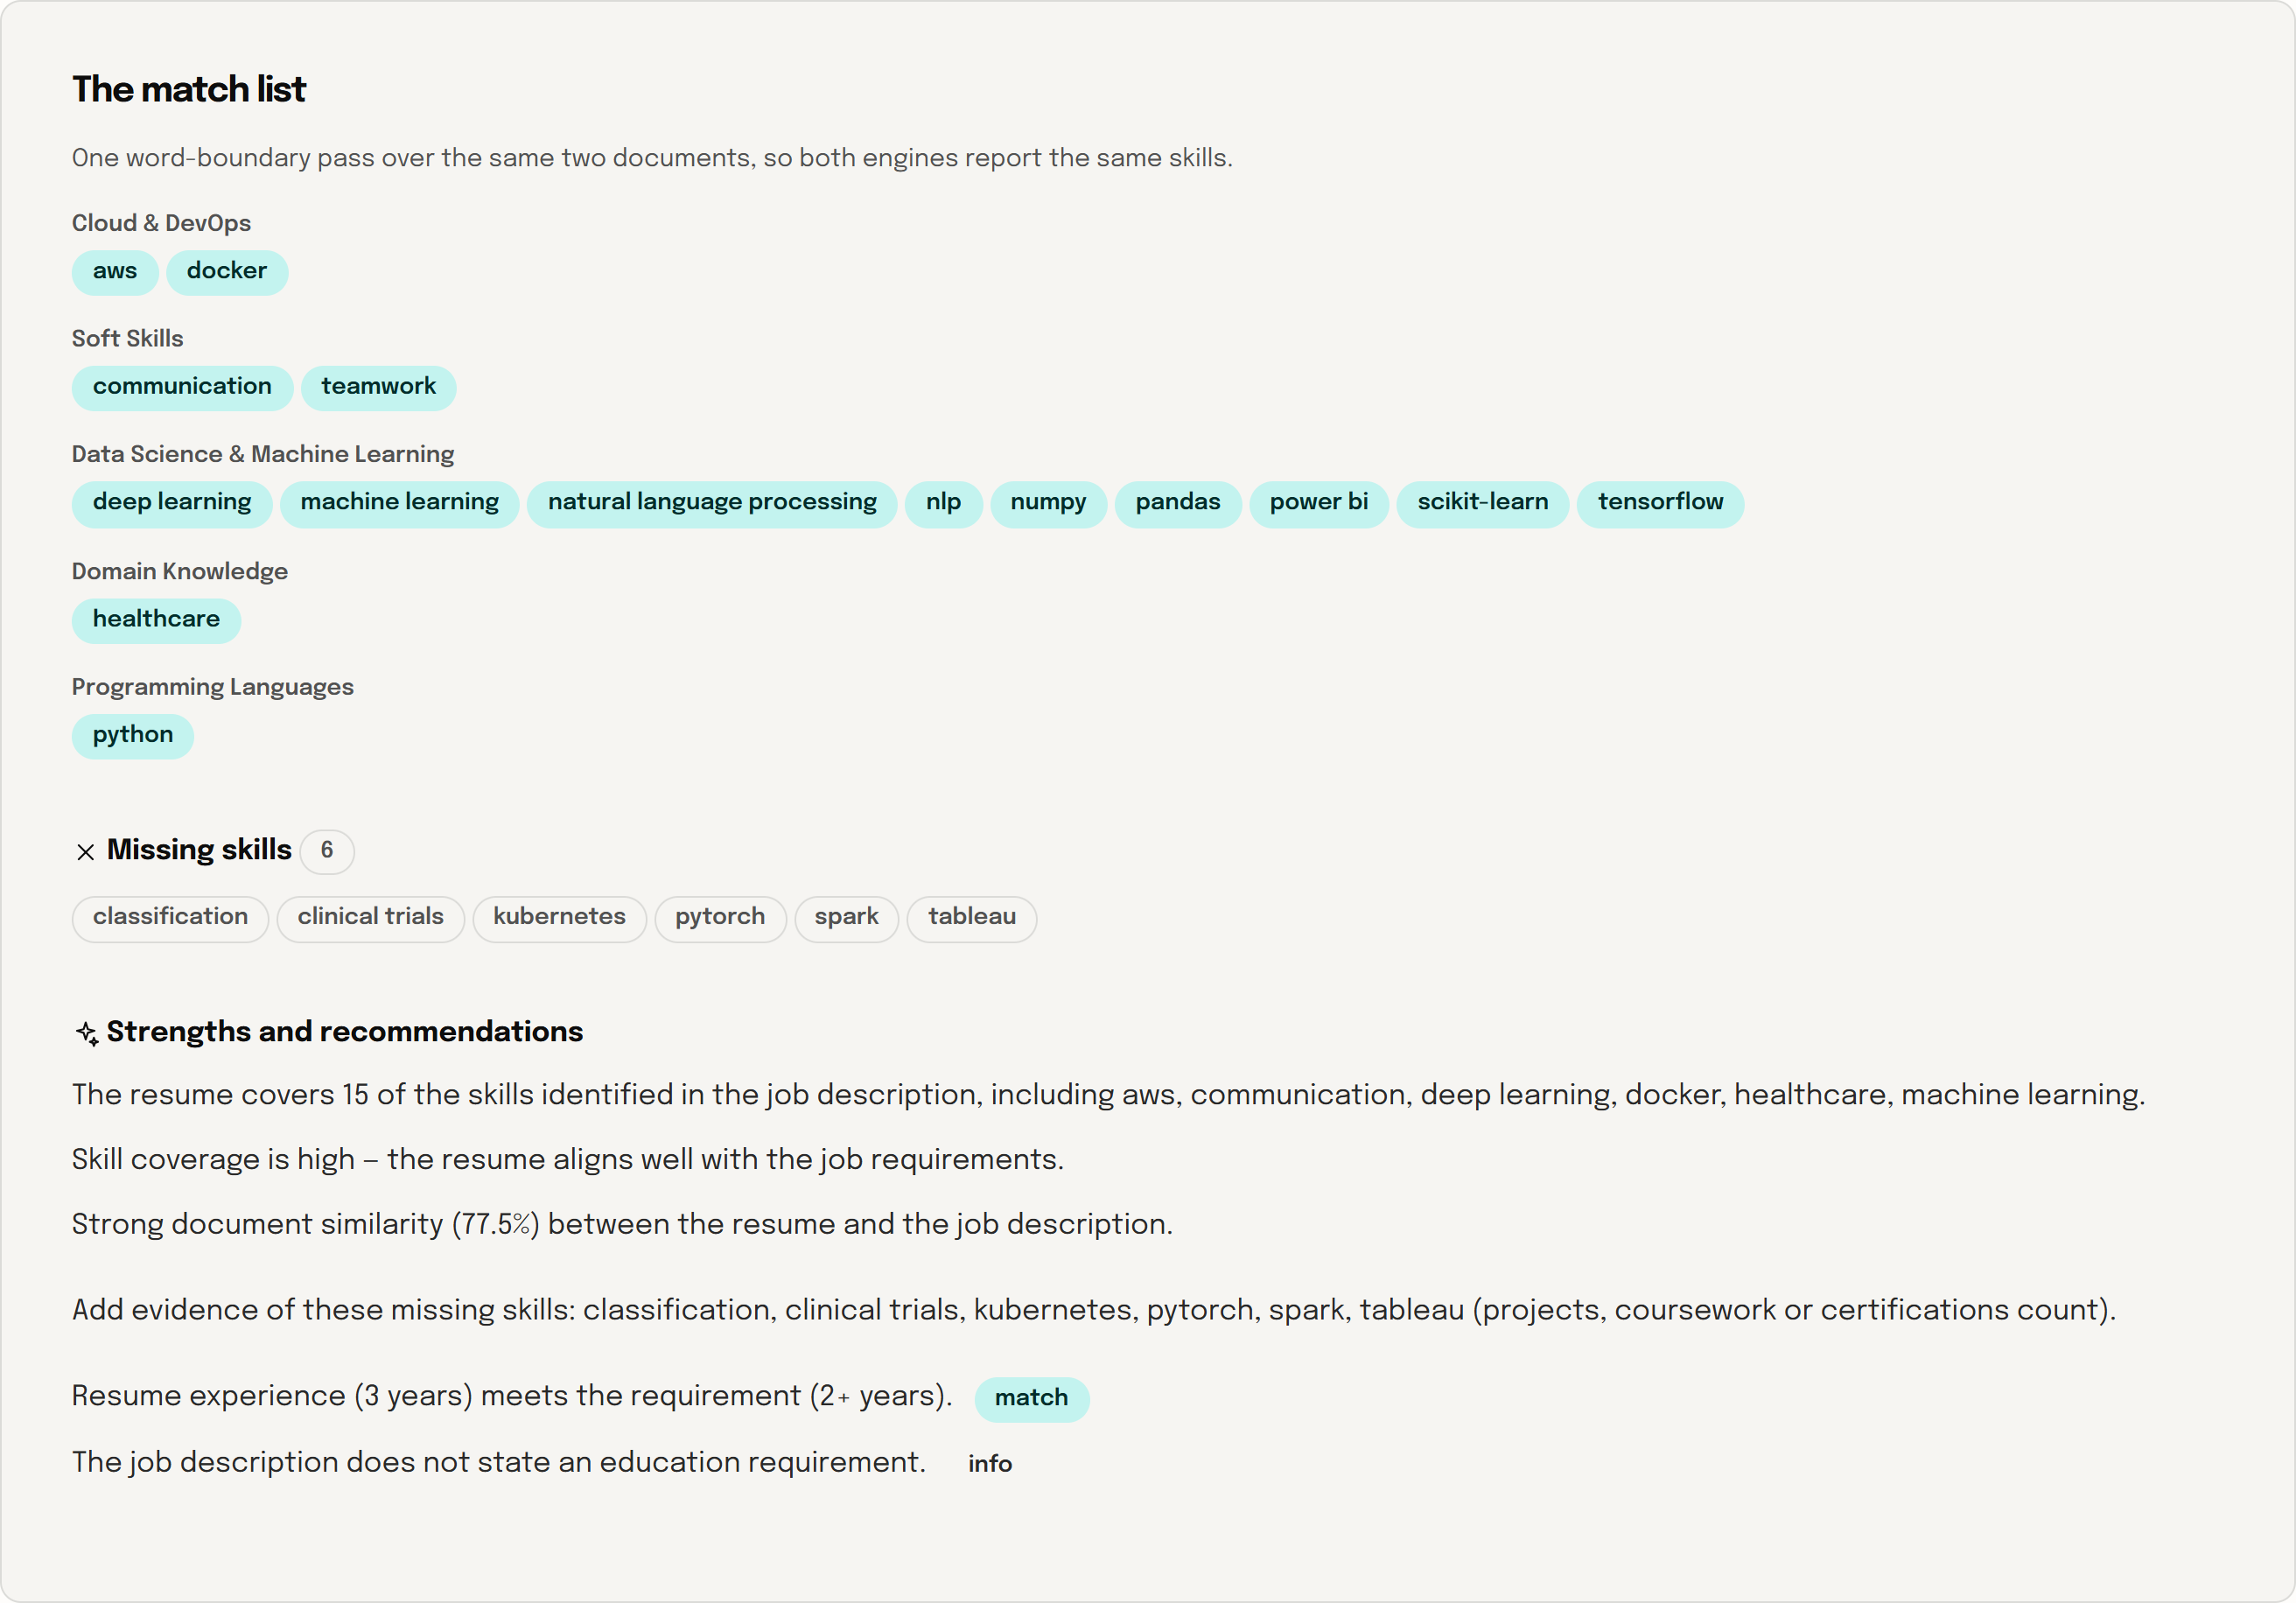 The match list
One word-boundary pass over the same two documents, so both engines report the same skills.
Cloud & DevOps
aws docker
Soft Skills
communication teamwork
Data Science & Machine Learning
deep learning machine learning natural language processing nlp numpy pandas power bi scikit-learn tensorflow
Domain Knowledge
healthcare
Programming Languages
python
Missing skills 6
classification clinical trials kubernetes pytorch spark tableau
Strengths and recommendations
The resume covers 15 of the skills identified in the job description, including aws, communication, deep learning, docker, healthcare, machine learning.
Skill coverage is high – the resume aligns well with the job requirements.
Strong document similarity (77.5%) between the resume and the job description.
Add evidence of these missing skills: classification, clinical trials, kubernetes, pytorch, spark, tableau (projects, coursework or certifications count).
Resume experience (3 years) meets the requirement (2+ years). match
The job description does not state an education requirement. info